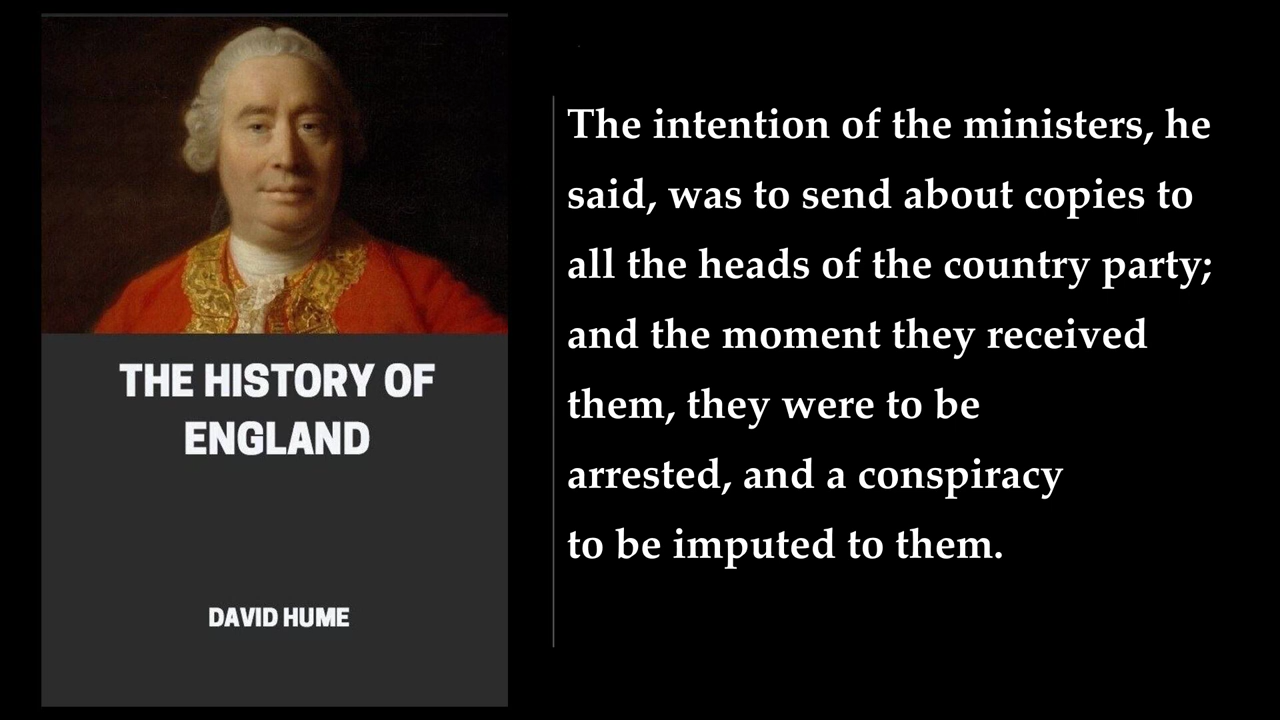 THE HISTORY OF
ENGLAND
DAVID HUME
The intention of the ministers, he
said, was to send about copies to
all the heads of the country party;
and the moment they received
them, they were to be
arrested, and a conspiracy
to be imputed to them.